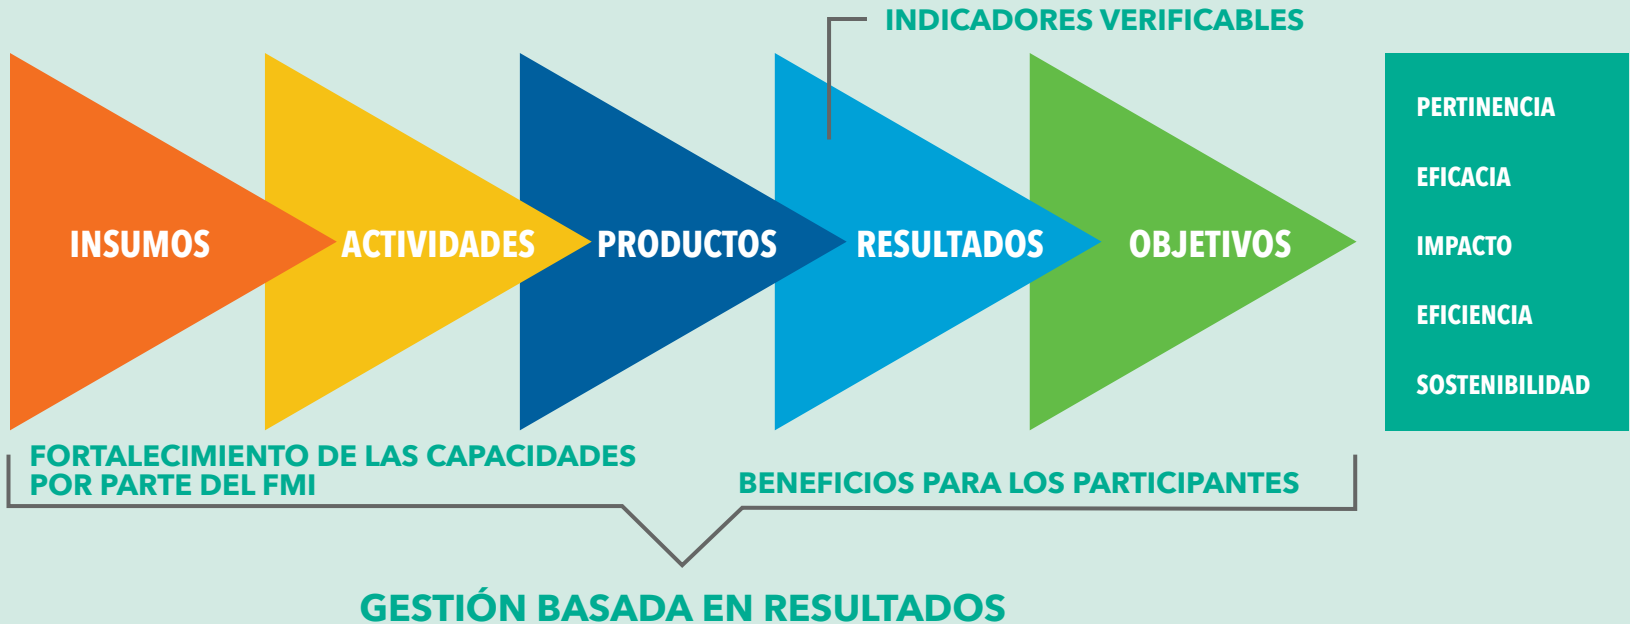 INDICADORES VERIFICABLES
INSUMOS
ACTIVIDADES
PRODUCTOS
RESULTADOS
OBJETIVOS
PERTINENCIA
EFICACIA
IMPACTO
EFICIENCIA
SOSTENIBILIDAD
FORTALECIMIENTO DE LAS CAPACIDADES
POR PARTE DEL FMI
BENEFICIOS PARA LOS PARTICIPANTES
GESTIÓN BASADA EN RESULTADOS